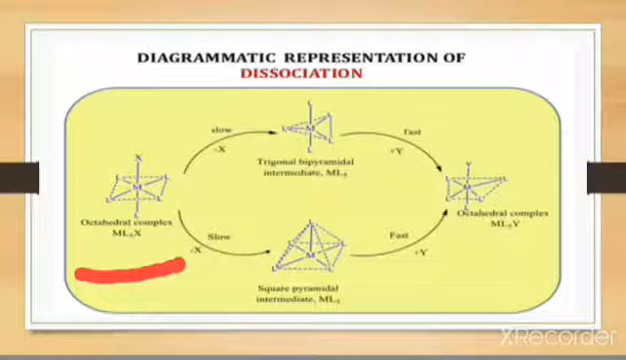 DIAGRAMMATIC REPRESENTATION OF
DISSOCIATION
slow
-X
Fast
+Y
Trigonal bipyramidal
intermediate, ML5
X
L
L
M
L
L
L
Octahedral complex
ML5X
Y
L
L
M
L
L
L
Octahedral complex
ML5Y
Slow
-X
Fast
+Y
Square pyramidal
intermediate, ML5
XRecorder